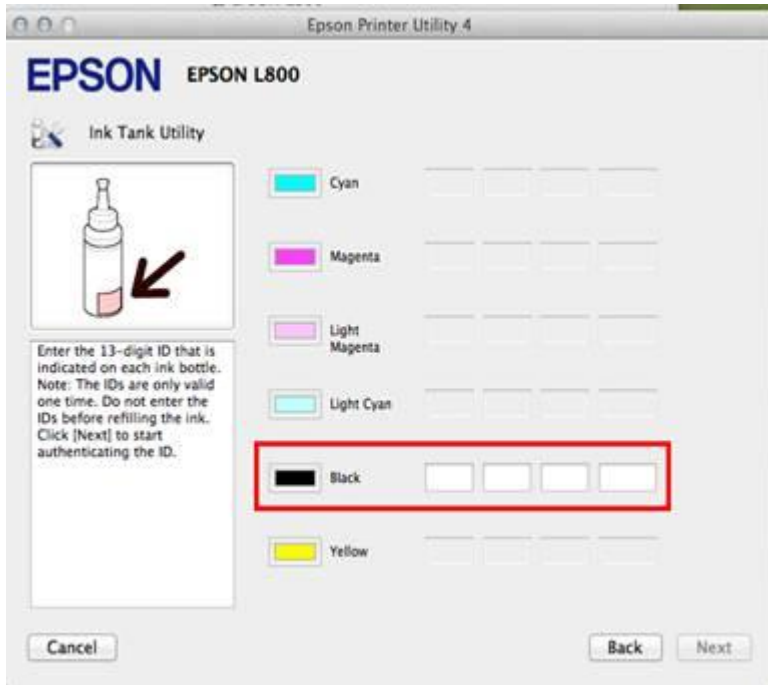 Epson Printer Utility 4
EPSON EPSON L800
Ink Tank Utility
Enter the 13-digit ID that is
indicated on each ink bottle.
Note: The IDs are only valid
one time. Do not enter the
IDs before refilling the ink.
Click [Next] to start
authenticating the ID.
Cyan
Magenta
Light
Magenta
Light Cyan
Black
Yellow
Cancel
Back
Next